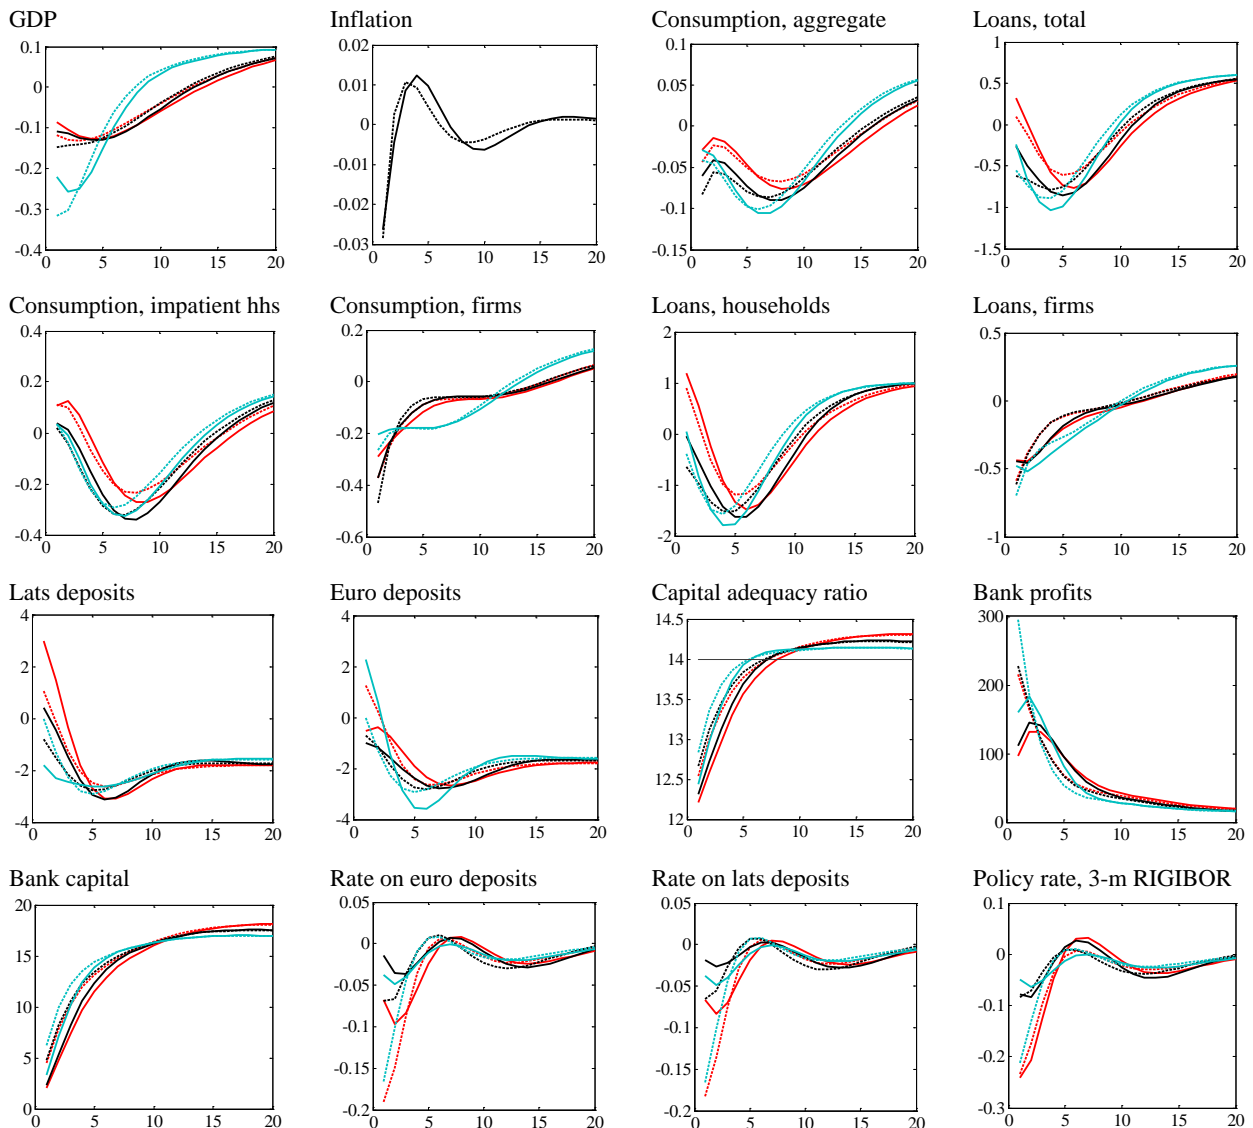 GDP
Inflation
Consumption, aggregate
Loans, total
0.1
0
-0.1
-0.2
-0.3
-0.4
0 5 10 15 20
0.02
0.01
0
-0.01
-0.02
-0.03
0 5 10 15 20
0.1
0.05
0
-0.05
-0.1
-0.15
0 5 10 15 20
1
0.5
0
-0.5
-1
-1.5
0 5 10 15 20
Consumption, impatient hhs
Consumption, firms
Loans, households
Loans, firms
0.4
0.2
0
-0.2
-0.4
0 5 10 15 20
0.2
0
-0.2
-0.4
-0.6
0 5 10 15 20
2
1
0
-1
-2
0 5 10 15 20
0.5
0
-0.5
-1
0 5 10 15 20
Lats deposits
Euro deposits
Capital adequacy ratio
Bank profits
4
2
0
-2
-4
0 5 10 15 20
4
2
0
-2
-4
0 5 10 15 20
14.5
14
13.5
13
12.5
12
0 5 10 15 20
300
200
100
0
0 5 10 15 20
Bank capital
Rate on euro deposits
Rate on lats deposits
Policy rate, 3-m RIGIBOR
20
15
10
5
0
0 5 10 15 20
0.05
0
-0.05
-0.1
-0.15
-0.2
0 5 10 15 20
0.05
0
-0.05
-0.1
-0.15
-0.2
0 5 10 15 20
0.1
0
-0.1
-0.2
-0.3
0 5 10 15 20